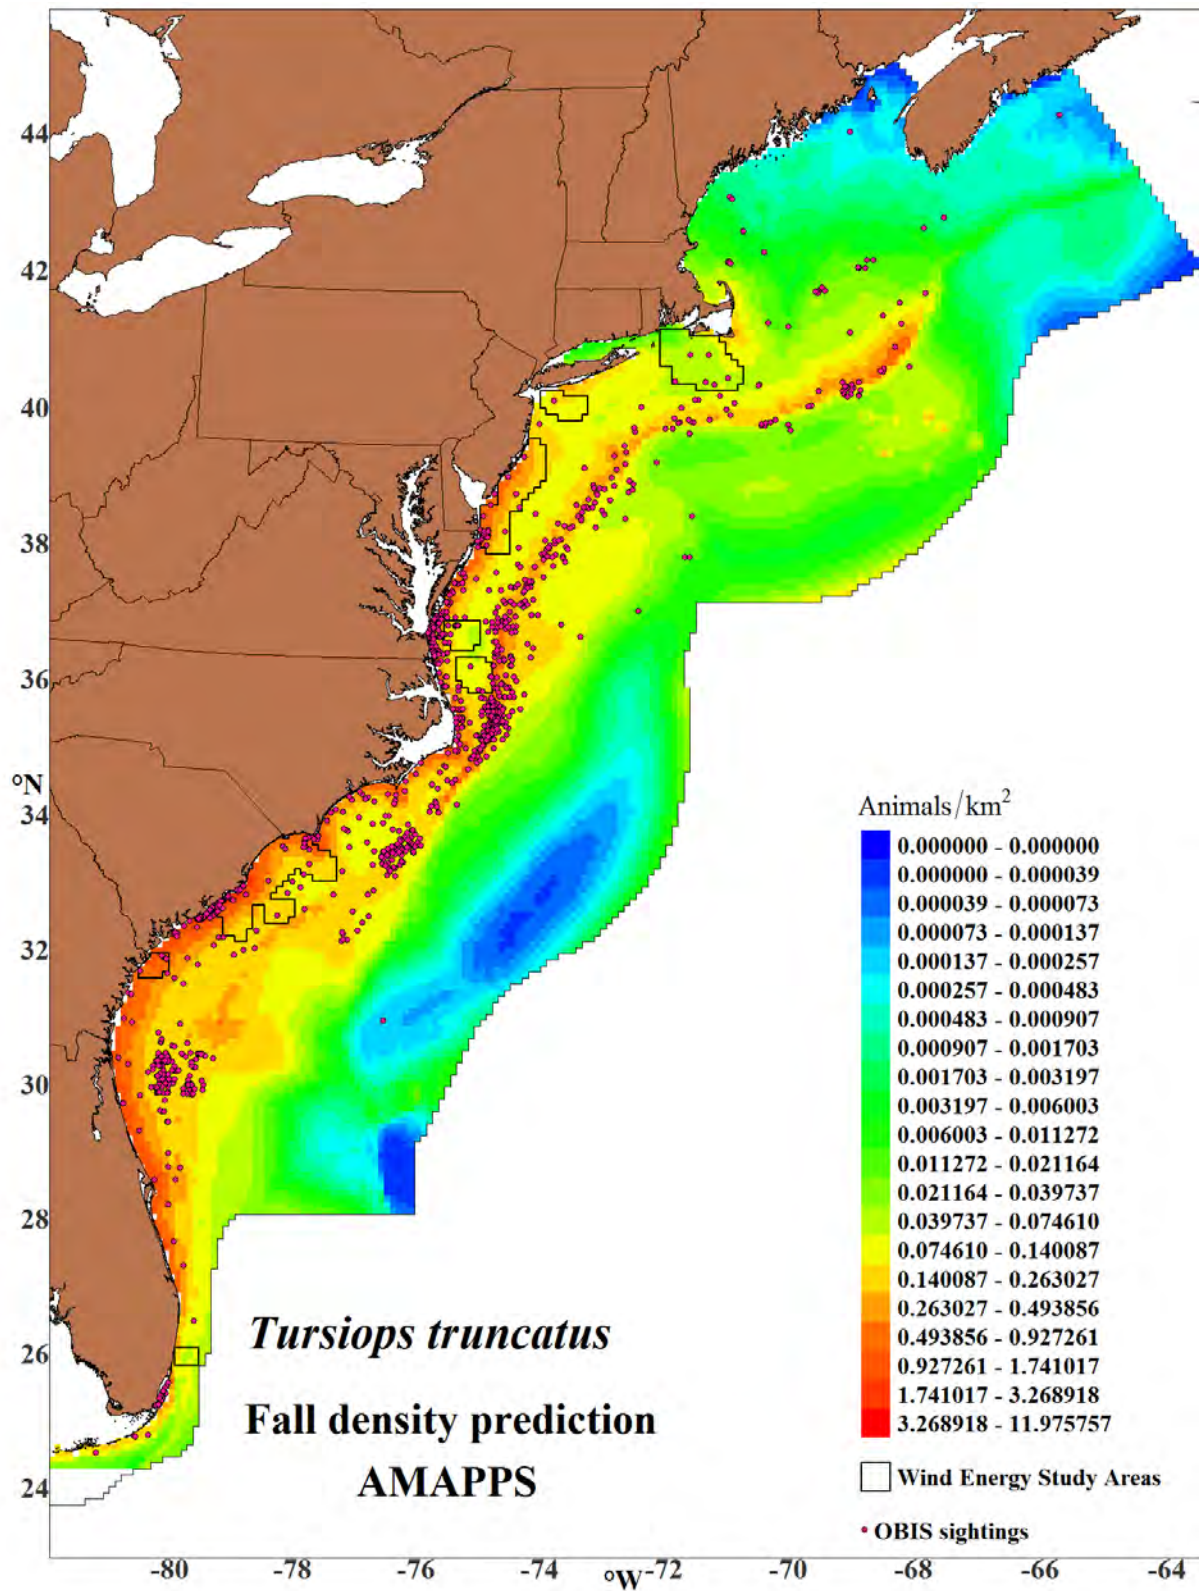 44
42
40
38
36
°N
34
32
30
28
26
24
Animals/km²
0.000000 - 0.000000
0.000000 - 0.000039
0.000039 - 0.000073
0.000073 - 0.000137
0.000137 - 0.000257
0.000257 - 0.000483
0.000483 - 0.000907
0.000907 - 0.001703
0.001703 - 0.003197
0.003197 - 0.006003
0.006003 - 0.011272
0.011272 - 0.021164
0.021164 - 0.039737
0.039737 - 0.074610
0.074610 - 0.140087
0.140087 - 0.263027
0.263027 - 0.493856
0.493856 - 0.927261
0.927261 - 1.741017
1.741017 - 3.268918
3.268918 - 11.975757
Wind Energy Study Areas
OBIS sightings
Tursiops truncatus
Fall density prediction
AMAPPS
-80 -78 -76 -74 °W -72 -70 -68 -66 -64